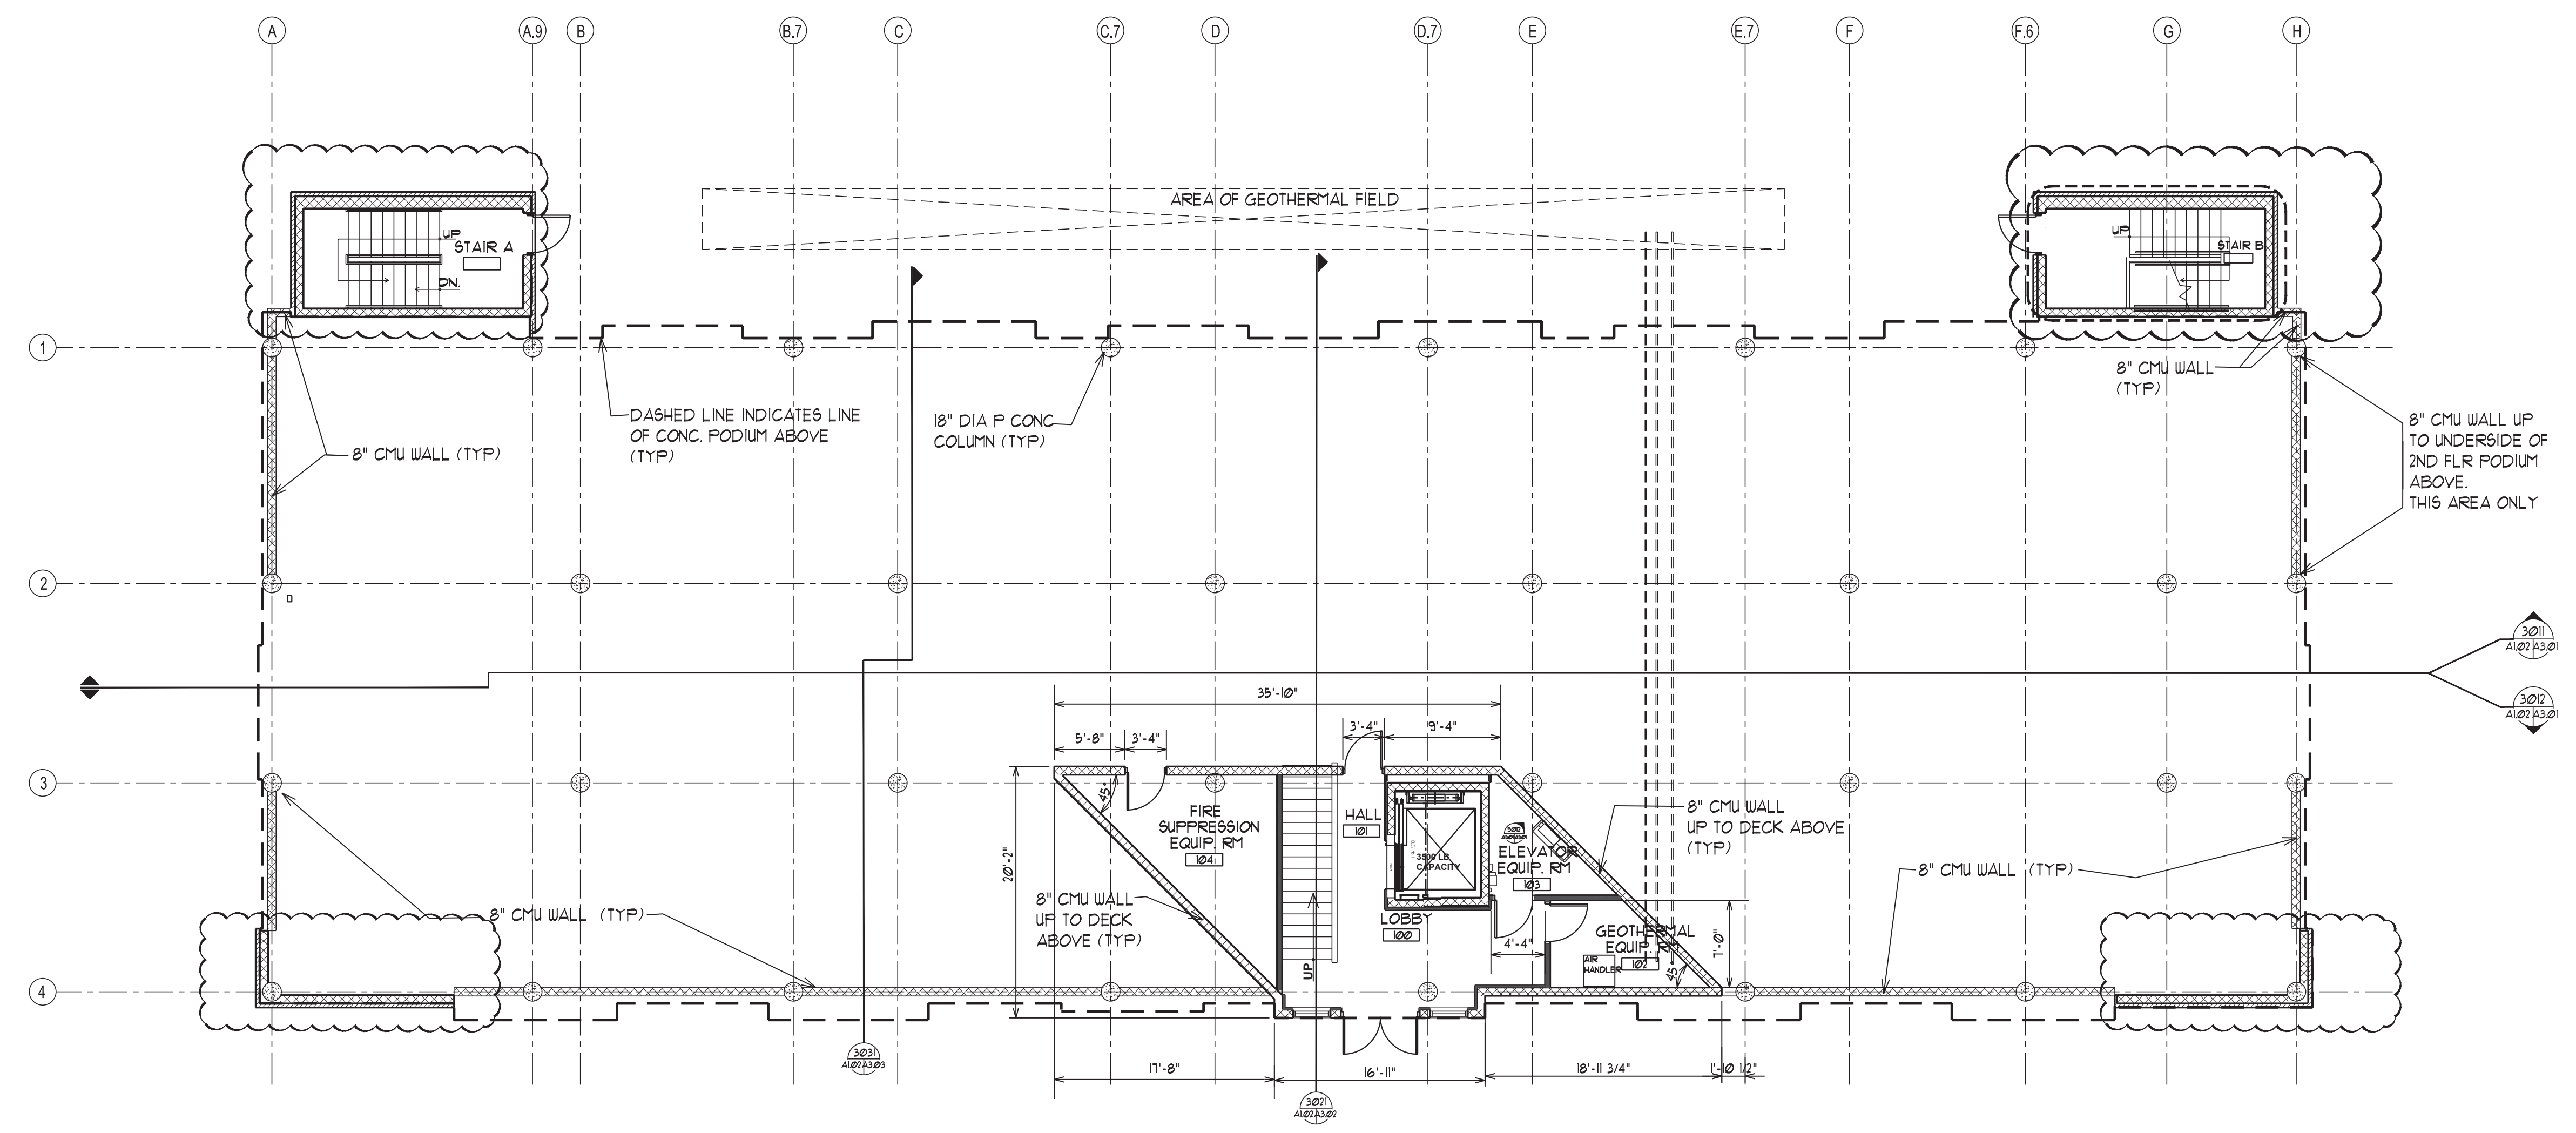 A A.9 B B.7 C C.7 D D.7 E E.7 F F.6 G H
AREA OF GEOTHERMAL FIELD
UP
STAIR A
DN.
UP
STAIR B
1
8" CMU WALL
(TYP)
DASHED LINE INDICATES LINE
OF CONC. PODIUM ABOVE
(TYP)
18" DIA P CONC
COLUMN (TYP)
8" CMU WALL (TYP)
8" CMU WALL UP
TO UNDERSIDE OF
2ND FLR PODIUM
ABOVE.
THIS AREA ONLY
2
3011
A1.02 A3.01
3012
A1.02 A3.01
35'-10"
5'-8"
3'-4"
3'-4"
9'-4"
3
45°
20'-2"
FIRE
SUPPRESSION
EQUIP. RM
104
HALL
101
3500 LB
CAPACITY
ELEVATOR
EQUIP. RM
103
8" CMU WALL
UP TO DECK ABOVE
(TYP)
8" CMU WALL (TYP)
8" CMU WALL (TYP)
8" CMU WALL
UP TO DECK
ABOVE (TYP)
LOBBY
100
GEOTHERMAL
EQUIP.
102
4'-4"
7'-0"
AIR
HANDLER
45°
UP
4
3031
A1.02 A3.03
17'-8"
16'-11"
18'-11 3/4"
1'-10 1/2"
3021
A1.02 A3.02